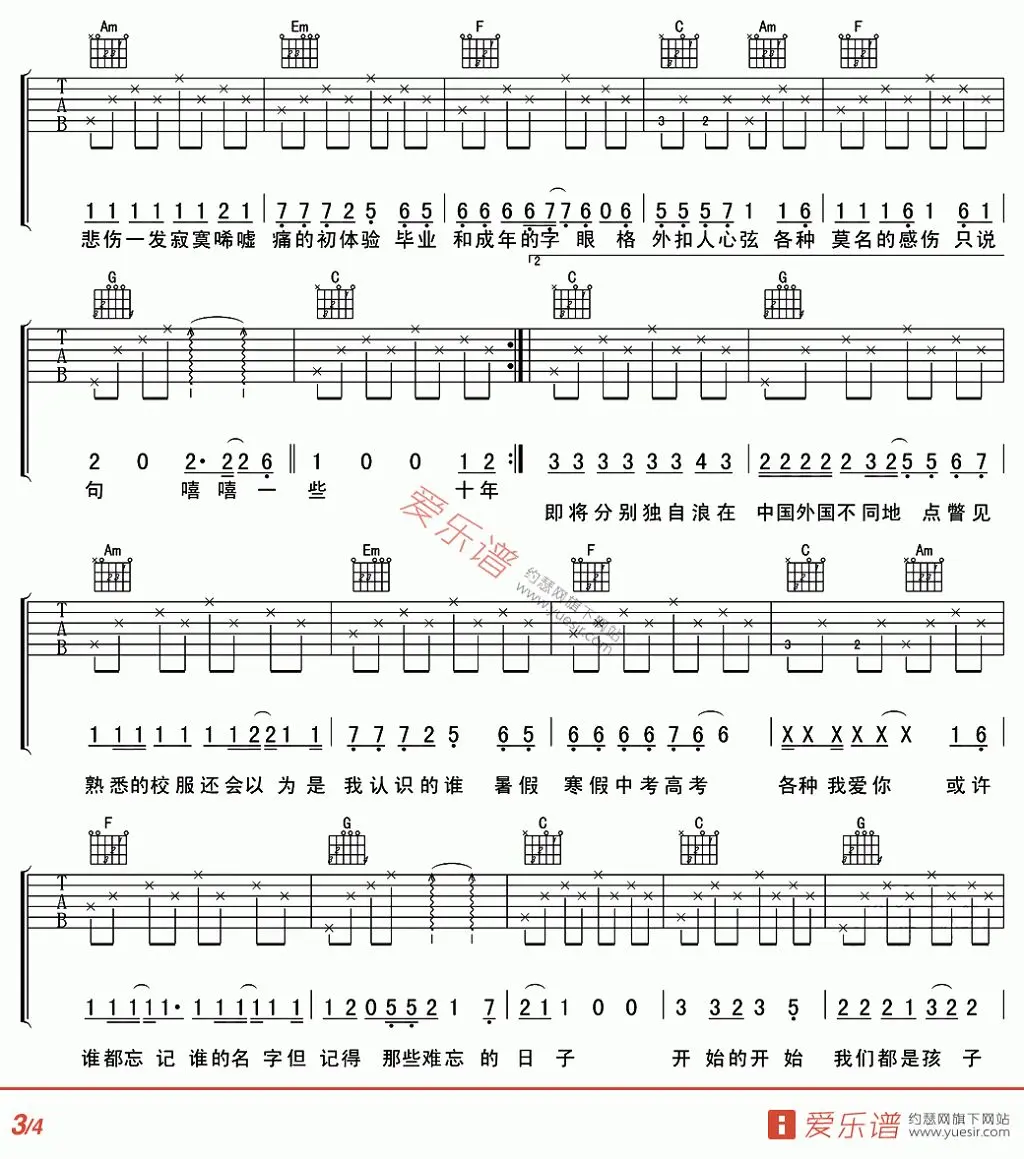 Am Em F C Am F
T A B 3 2
1 1 1 1 1 1 2 1 7 7 7 2 5 6 5 6 6 6 6 7 7 6 0 6 5 5 5 7 1 1 6 1 1 1 6 1 6 1
悲伤一发寂寞唏嘘 痛的初体验 毕业 和成年的字 眼 格 外扣人心弦 各种 莫名的感伤 只说
2
G C C G
T A B
2 0 2· 2 2 6 1 0 0 1 2 3 3 3 3 3 3 4 3 2 2 2 2 2 3 2 5 5 6 7
句 嘻嘻一 些 十年
即将分别独自浪在 中国外国不同地 点瞥见
爱乐谱
约瑟网旗下网站
www.yuesir.com
Am Em F C Am
T A B 3 2
1 1 1 1 1 1 1 2 2 1 1 7 7 7 2 5 6 5 6 6 6 6 7 6 6 X X X X X 1 6
熟悉的校服还会以 为是 我认识的谁 暑假 寒假中考高考 各种我爱你 或许
F G C C G
T A B
1 1 1 1 1· 1 1 1 1 1 1 1 2 0 5 5 2 1 7 2 1 1 0 0 3 3 2 3 5 2 2 2 1 3 2 2
谁都忘记 谁的名字但 记得 那些难忘的 日子 开始的开始 我们都是孩子
3/4
爱乐谱 约瑟网旗下网站
www.yuesir.com